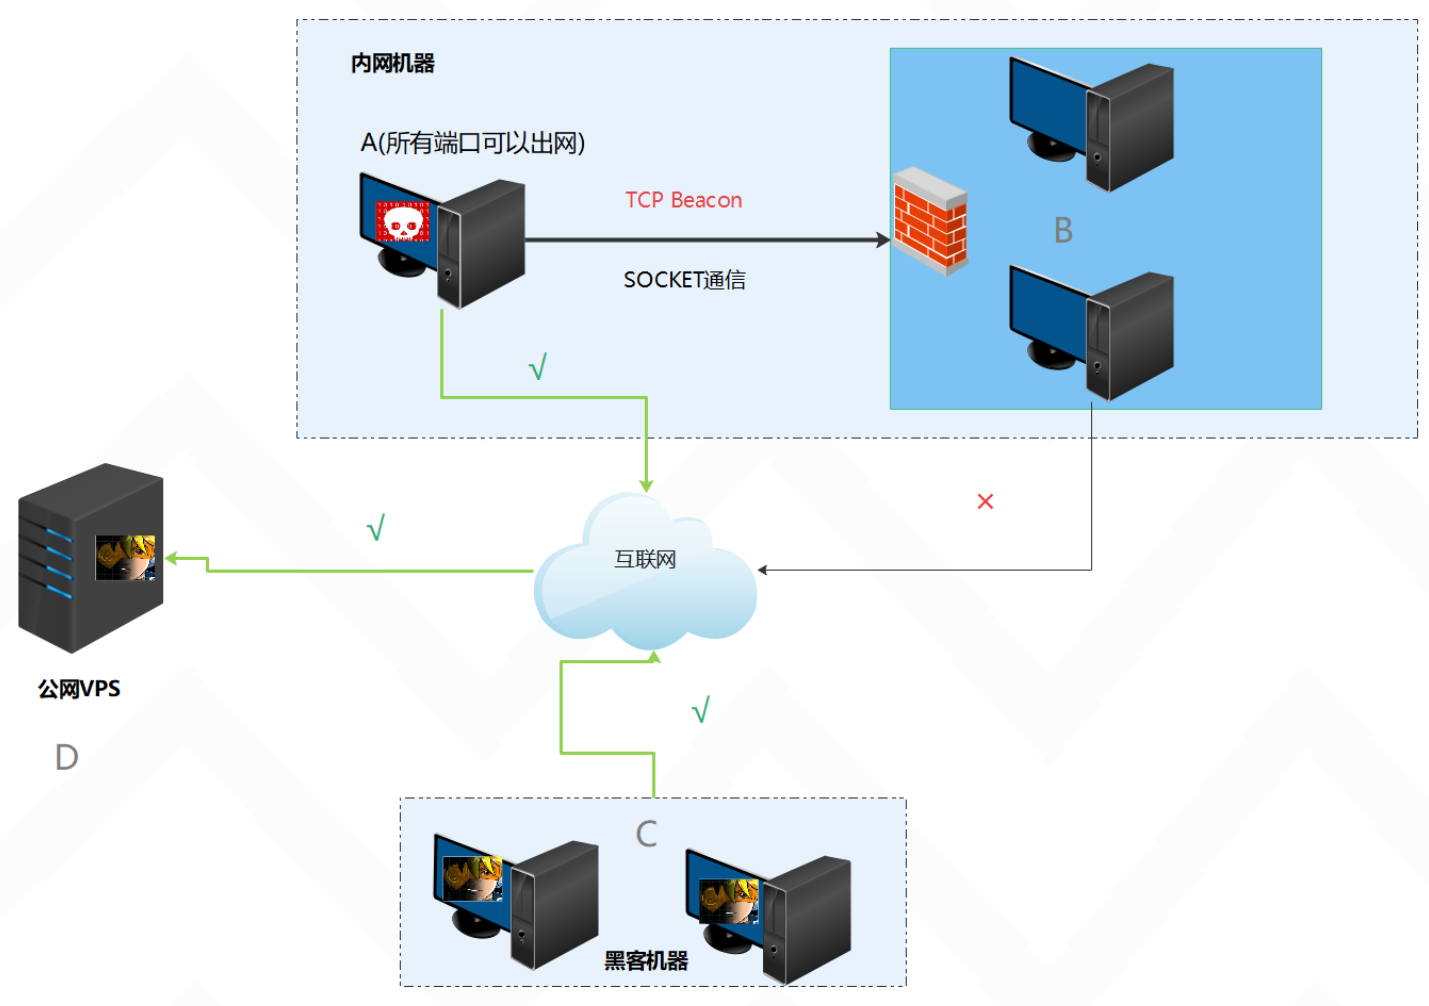 内网机器
A(所有端口可以出网)
TCP Beacon
SOCKET通信
B
√
×
√
互联网
公网VPS
D
√
C
黑客机器